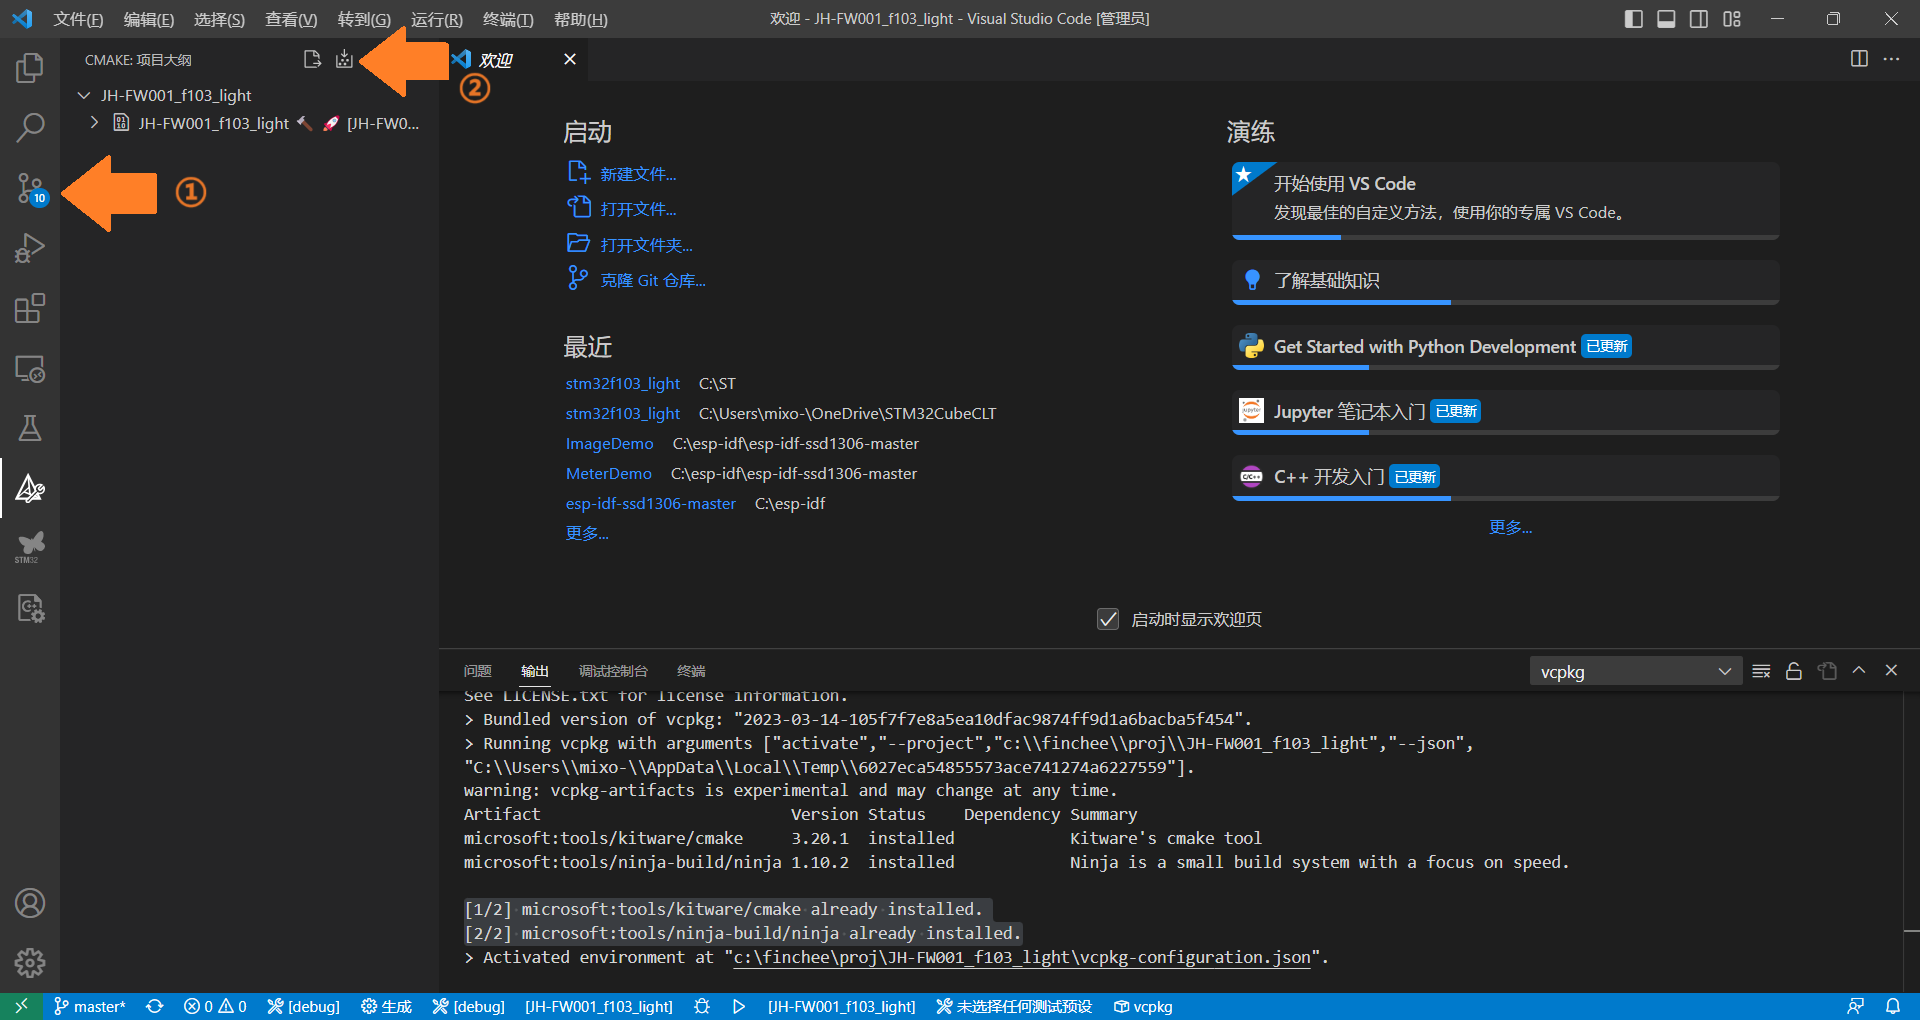 文件(F) 编辑(E) 选择(S) 查看(V) 转到(G) 运行(R) 终端(T) 帮助(H) 欢迎 - JH-FW001_f103_light - Visual Studio Code [管理员]
CMAKE: 项目大纲
JH-FW001_f103_light
JH-FW001_f103_light [JH-FW0...
10
①
②
STM32
欢迎
启动
新建文件...
打开文件...
打开文件夹...
克隆 Git 仓库...
最近
stm32f103_light C:\ST
stm32f103_light C:\Users\mixo-\OneDrive\STM32CubeCLT
ImageDemo C:\esp-idf\esp-idf-ssd1306-master
MeterDemo C:\esp-idf\esp-idf-ssd1306-master
esp-idf-ssd1306-master C:\esp-idf
更多...
演练
开始使用 VS Code
发现最佳的自定义方法，使用你的专属 VS Code。
了解基础知识
Get Started with Python Development 已更新
jupyter
Jupyter 笔记本入门 已更新
C/C++
C++ 开发入门 已更新
更多...
启动时显示欢迎页
问题 输出 调试控制台 终端 vcpkg
See LICENSE.txt for license information.
> Bundled version of vcpkg: "2023-03-14-105f7f7e8a5ea10dfac9874ff9d1a6bacba5f454".
> Running vcpkg with arguments ["activate","--project","c:\\finchee\\proj\\JH-FW001_f103_light","--json",
"C:\\Users\\mixo-\\AppData\\Local\\Temp\\6027eca54855573ace741274a6227559"].
warning: vcpkg-artifacts is experimental and may change at any time.
Artifact Version Status Dependency Summary
microsoft:tools/kitware/cmake 3.20.1 installed Kitware's cmake tool
microsoft:tools/ninja-build/ninja 1.10.2 installed Ninja is a small build system with a focus on speed.
[1/2] microsoft:tools/kitware/cmake already installed.
[2/2] microsoft:tools/ninja-build/ninja already installed.
> Activated environment at "c:\finchee\proj\JH-FW001_f103_light\vcpkg-configuration.json".
master* 0 0 [debug] 生成 [debug] [JH-FW001_f103_light] [JH-FW001_f103_light] 未选择任何测试预设 vcpkg